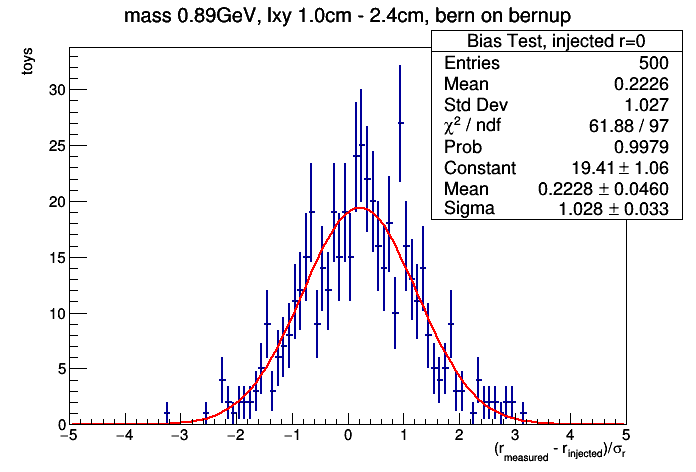 mass 0.89GeV, lxy 1.0cm - 2.4cm, bern on bernup
Bias Test, injected r=0
Entries 500
Mean 0.2226
Std Dev 1.027
χ² / ndf 61.88 / 97
Prob 0.9979
Constant 19.41 ± 1.06
Mean 0.2228 ± 0.0460
Sigma 1.028 ± 0.033
toys
30
25
20
15
10
5
0
−5 −4 −3 −2 −1 0 1 2 3 4 5
(r_measured - r_injected)/σ_r